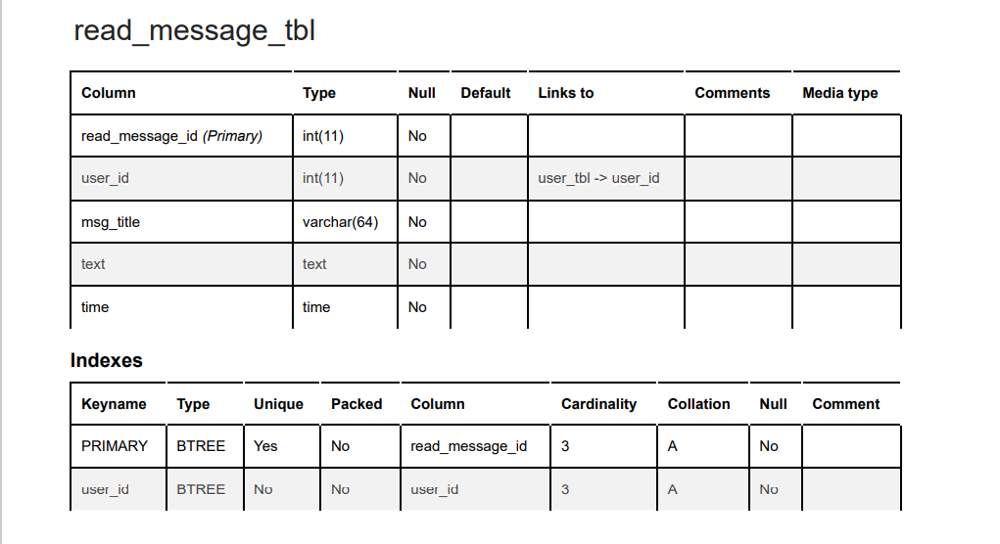 read_message_tbl
Column Type Null Default Links to Comments Media type
read_message_id (Primary) int(11) No
user_id int(11) No user_tbl -> user_id
msg_title varchar(64) No
text text No
time time No
Indexes
Keyname Type Unique Packed Column Cardinality Collation Null Comment
PRIMARY BTREE Yes No read_message_id 3 A No
user_id BTREE No No user_id 3 A No